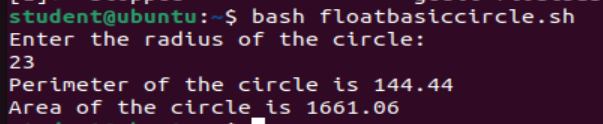 student@ubuntu:~$ bash floatbasiccircle.sh
Enter the radius of the circle:
23
Perimeter of the circle is 144.44
Area of the circle is 1661.06